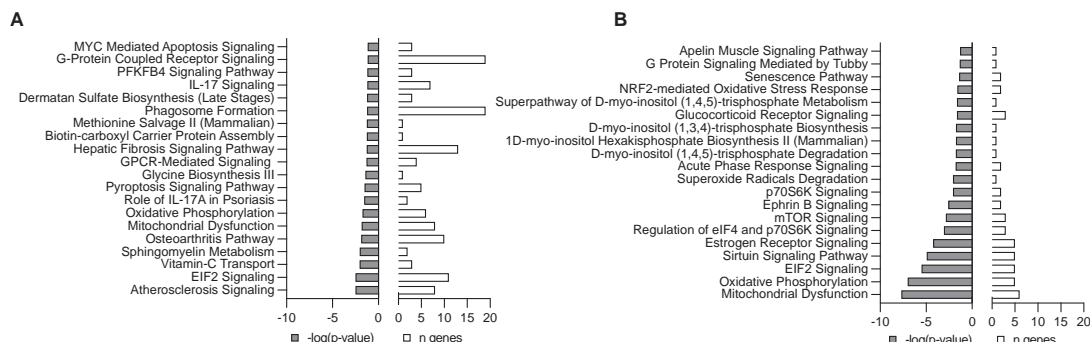 A
MYC Mediated Apoptosis Signaling
G-Protein Coupled Receptor Signaling
PFKFB4 Signaling Pathway
IL-17 Signaling
Dermatan Sulfate Biosynthesis (Late Stages)
Phagosome Formation
Methionine Salvage II (Mammalian)
Biotin-carboxyl Carrier Protein Assembly
Hepatic Fibrosis Signaling Pathway
GPCR-Mediated Signaling
Glycine Biosynthesis III
Pyroptosis Signaling Pathway
Role of IL-17A in Psoriasis
Oxidative Phosphorylation
Mitochondrial Dysfunction
Osteoarthritis Pathway
Sphingomyelin Metabolism
Vitamin-C Transport
EIF2 Signaling
Atherosclerosis Signaling
-10 -5 0 0 5 10 15 20
-log(p-value) n genes
B
Apelin Muscle Signaling Pathway
G Protein Signaling Mediated by Tubby
Senescence Pathway
NRF2-mediated Oxidative Stress Response
Superpathway of D-myo-inositol (1,4,5)-trisphosphate Metabolism
Glucocorticoid Receptor Signaling
D-myo-inositol (1,3,4)-trisphosphate Biosynthesis
1D-myo-inositol Hexakisphosphate Biosynthesis II (Mammalian)
D-myo-inositol (1,4,5)-trisphosphate Degradation
Acute Phase Response Signaling
Superoxide Radicals Degradation
p70S6K Signaling
Ephrin B Signaling
mTOR Signaling
Regulation of eIF4 and p70S6K Signaling
Estrogen Receptor Signaling
Sirtuin Signaling Pathway
EIF2 Signaling
Oxidative Phosphorylation
Mitochondrial Dysfunction
-10 -5 0 0 5 10 15 20
-log(p-value) n genes